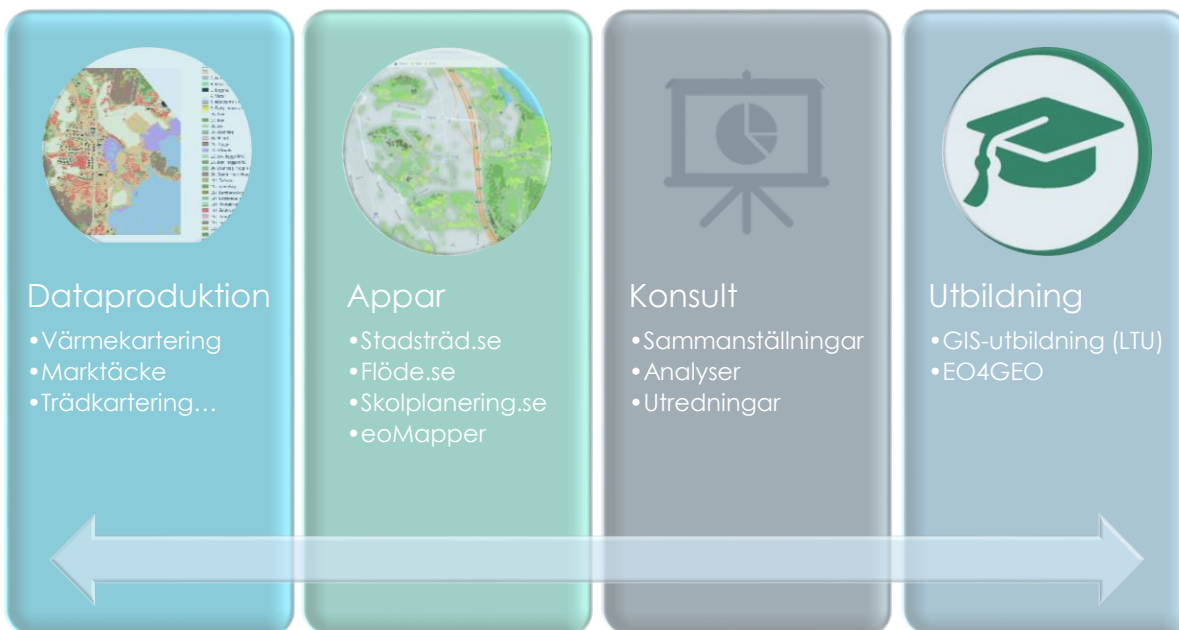 Dataproduktion
•Värmekartering
•Marktäcke
•Trädkartering…
Appar
•Stadsträd.se
•Flöde.se
•Skolplanering.se
•eoMapper
Konsult
•Sammanställningar
•Analyser
•Utredningar
Utbildning
•GIS-utbildning (LTU)
•EO4GEO